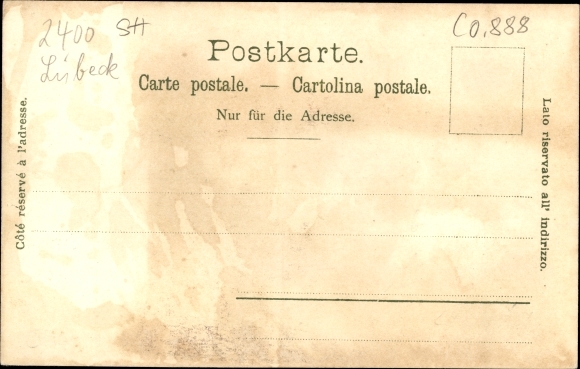 2400 SH
Lübeck
CO.888
Postkarte.
Carte postale. — Cartolina postale.
Nur für die Adresse.
Côté réservé à l'adresse.
Lato riservato all' indirizzo.